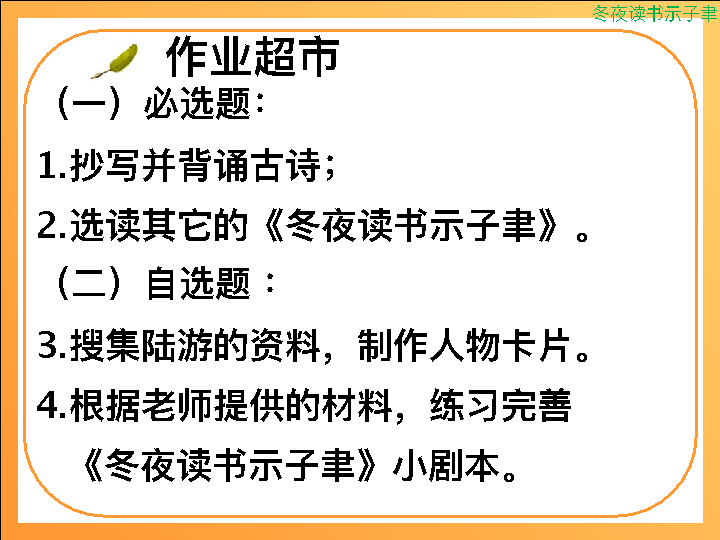 冬夜读书示子聿
作业超市
（一）必选题：
1.抄写并背诵古诗；
2.选读其它的《冬夜读书示子聿》。
（二）自选题：
3.搜集陆游的资料，制作人物卡片。
4.根据老师提供的材料，练习完善
《冬夜读书示子聿》小剧本。